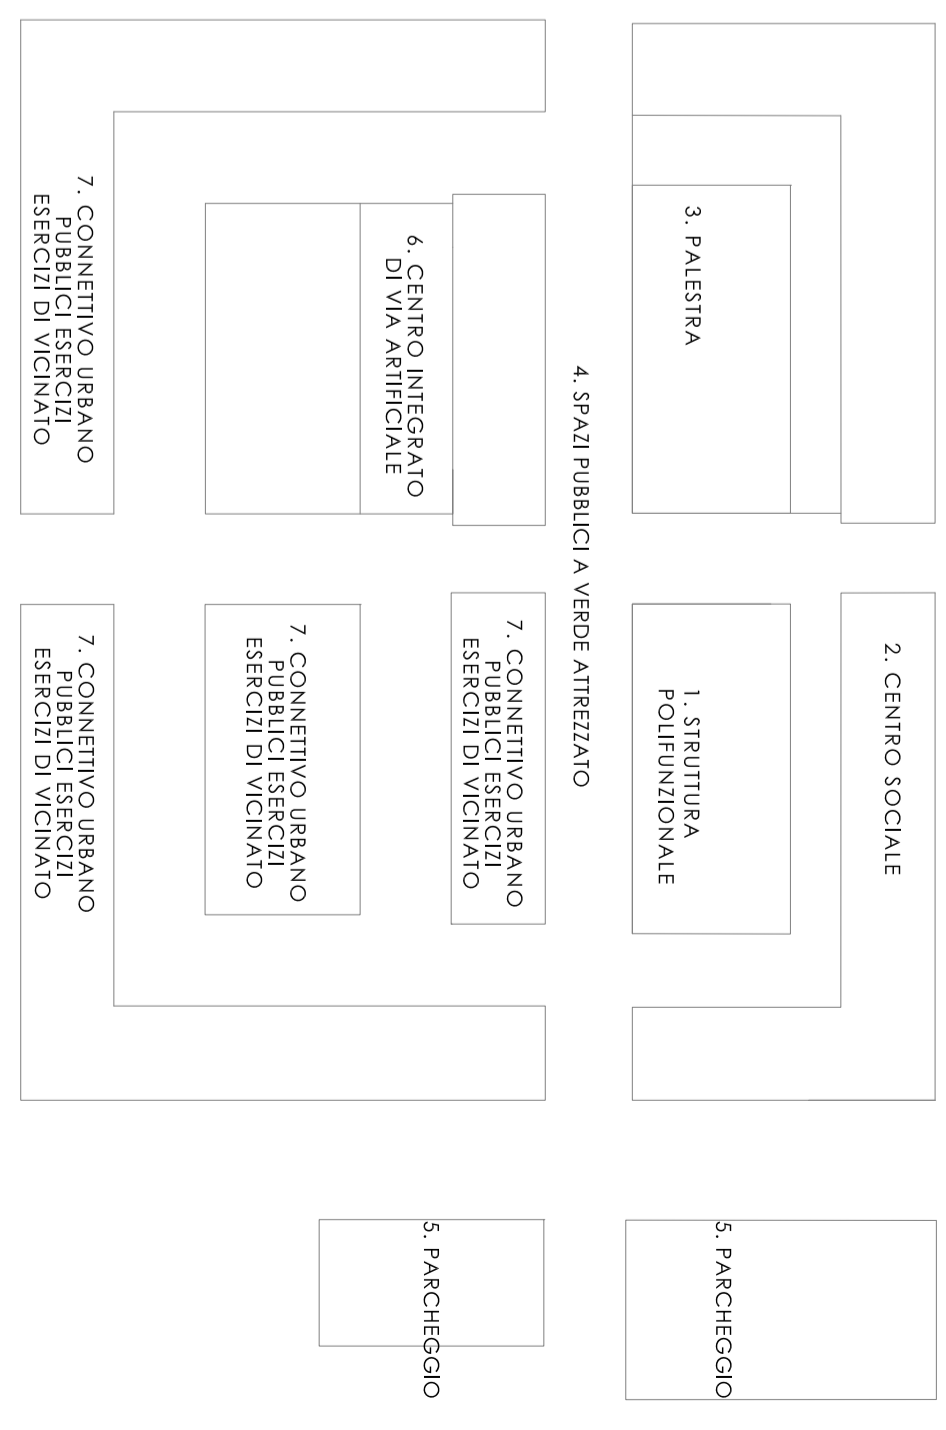 2. CENTRO SOCIALE
3. PALESTRA
1. STRUTTURA
POLIFUNZIONALE
5. PARCHEGGIO
4. SPAZI PUBBLICI A VERDE ATTREZZATO
7. CONNETTIVO URBANO
PUBBLICI ESERCIZI
ESERCIZI DI VICINATO
5. PARCHEGGIO
6. CENTRO INTEGRATO
DI VIA ARTIFICIALE
7. CONNETTIVO URBANO
PUBBLICI ESERCIZI
ESERCIZI DI VICINATO
7. CONNETTIVO URBANO
PUBBLICI ESERCIZI
ESERCIZI DI VICINATO
7. CONNETTIVO URBANO
PUBBLICI ESERCIZI
ESERCIZI DI VICINATO